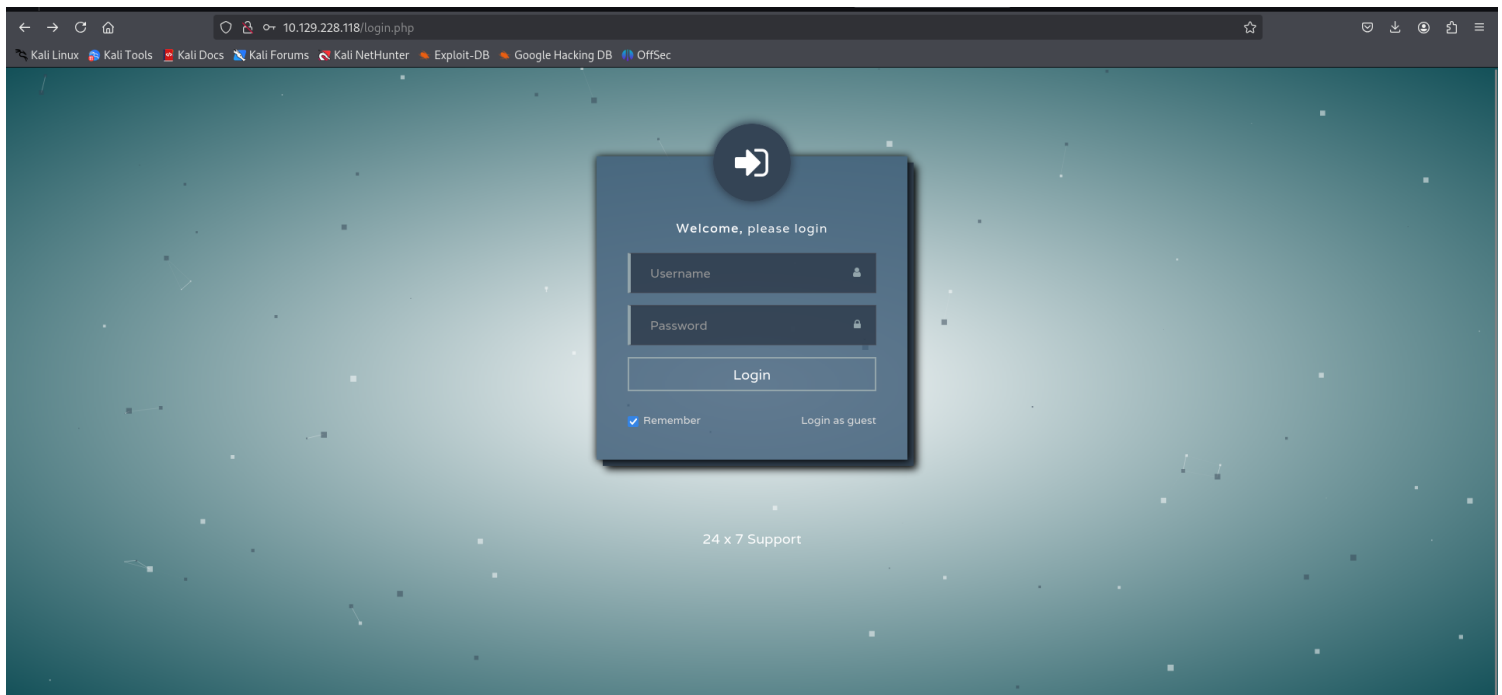 10.129.228.118/login.php
Kali Linux Kali Tools Kali Docs Kali Forums Kali NetHunter Exploit-DB Google Hacking DB OffSec
Welcome, please login
Username
Password
Login
Remember Login as guest
24 x 7 Support